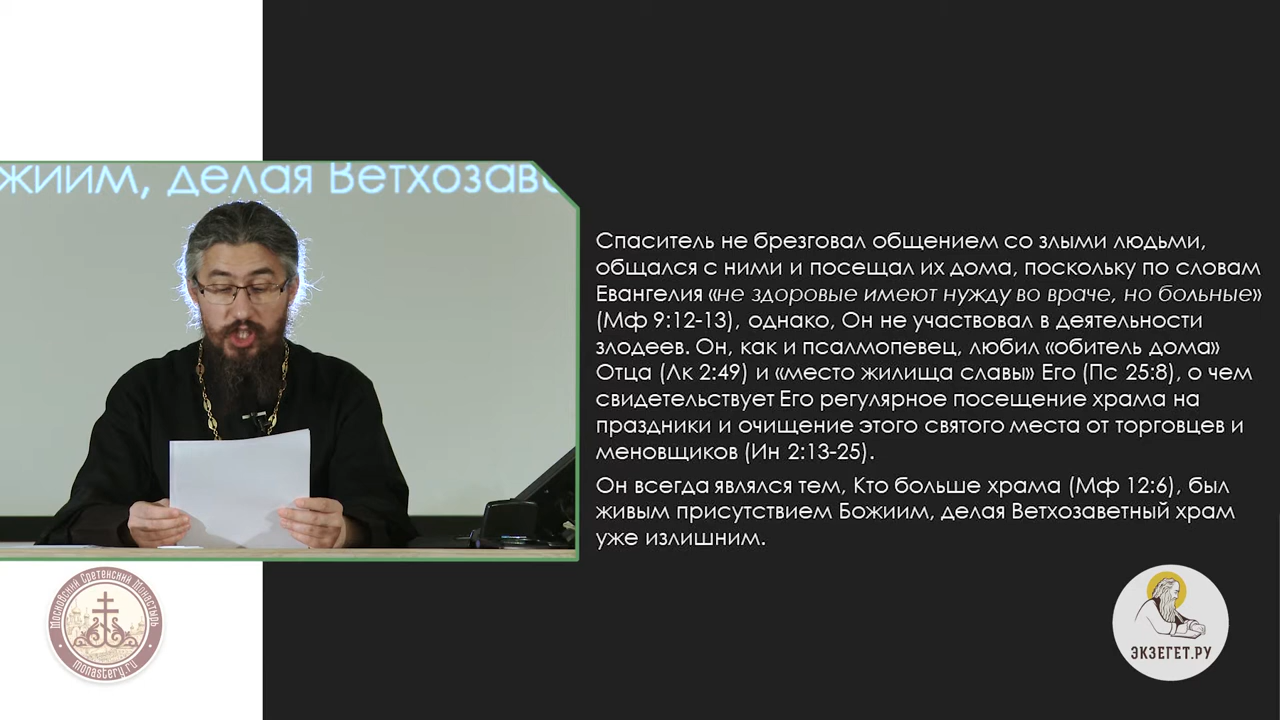 жиим, делая Ветхозаве
Спаситель не брезговал общением со злыми людьми,
общался с ними и посещал их дома, поскольку по словам
Евангелия «не здоровые имеют нужду во враче, но больные»
(Мф 9:12-13), однако, Он не участвовал в деятельности
злодеев. Он, как и псалмопевец, любил «обитель дома»
Отца (Лк 2:49) и «место жилища славы» Его (Пс 25:8), о чем
свидетельствует Его регулярное посещение храма на
праздники и очищение этого святого места от торговцев и
меновщиков (Ин 2:13-25).
Он всегда являлся тем, Кто больше храма (Мф 12:6), был
живым присутствием Божиим, делая Ветхозаветный храм
уже излишним.
Московский Сретенский Монастырь
monastery.ru
ЭКЗЕГЕТ.РУ